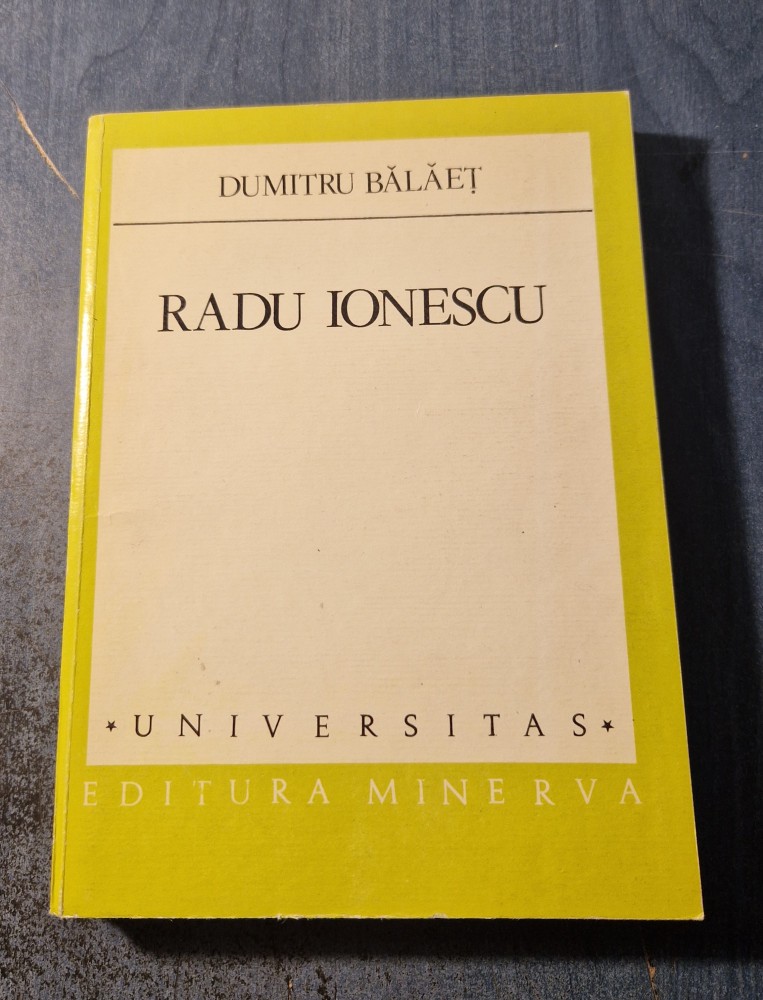 DUMITRU BĂLĂEȚ
RADU IONESCU
* UNIVERSITAS *
EDITURA MINERVA